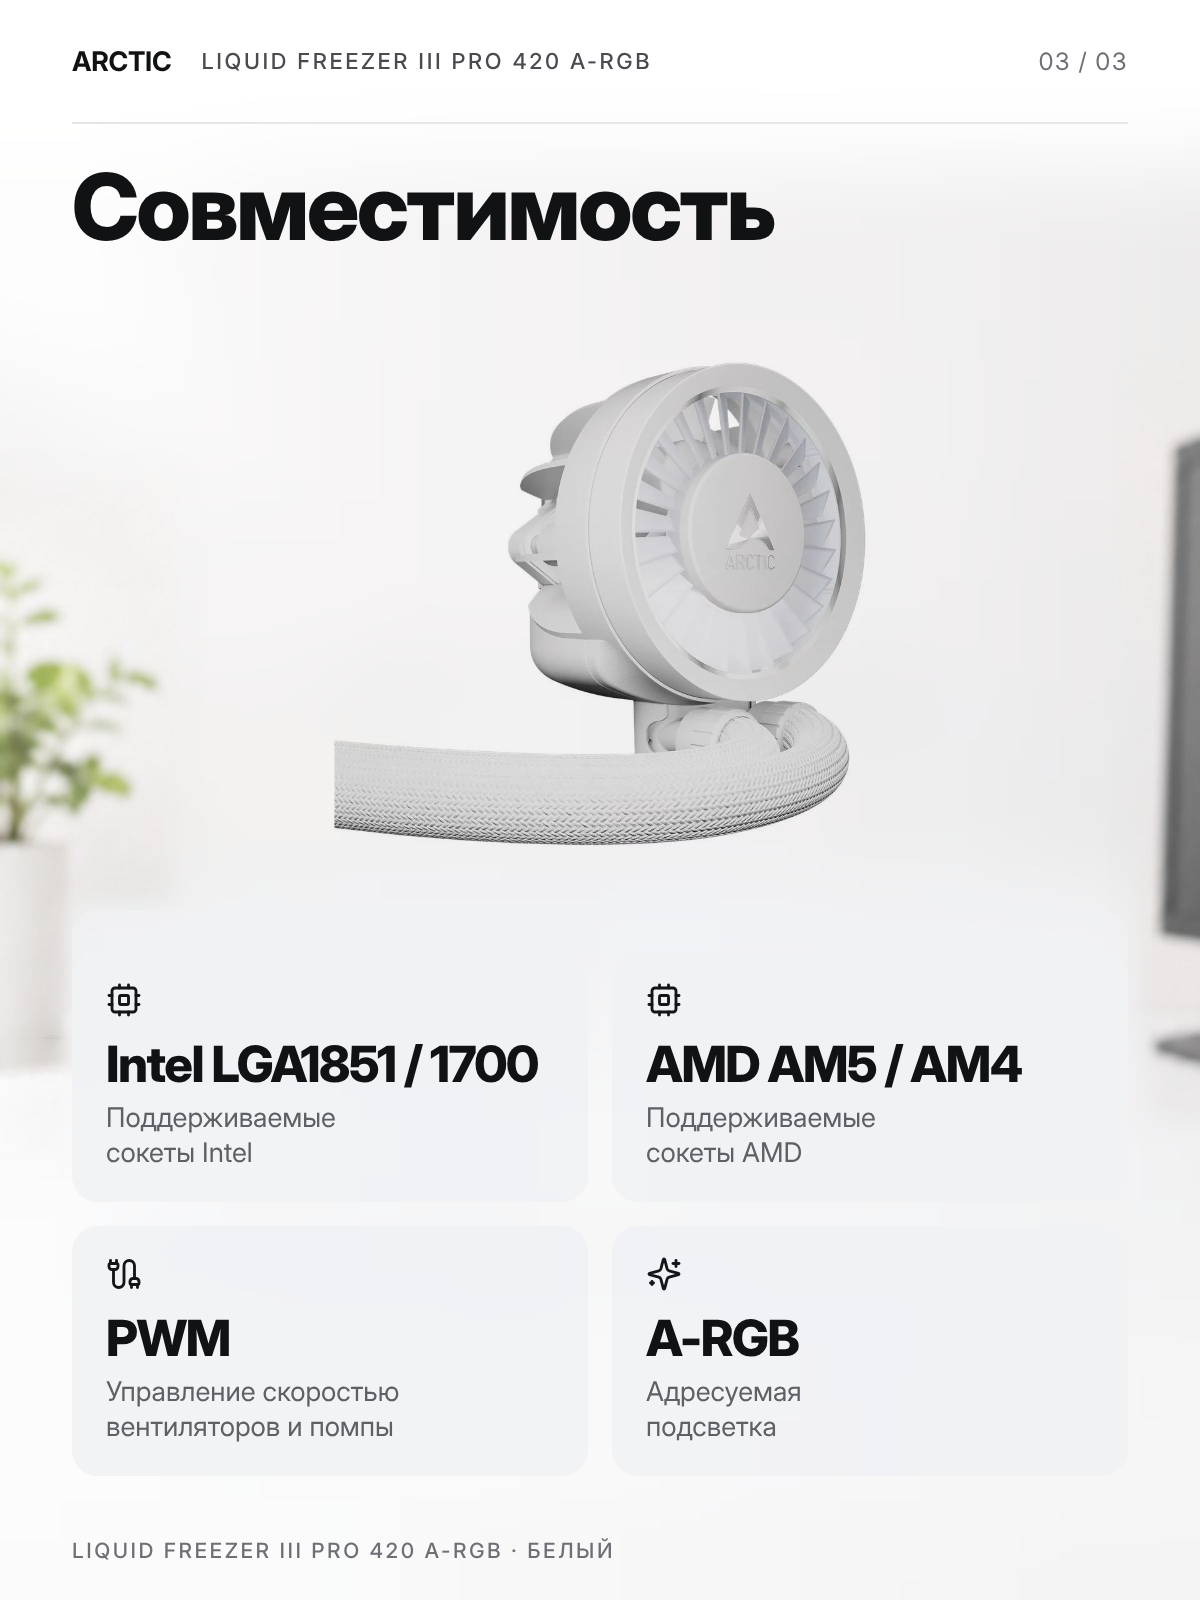 ARCTIC LIQUID FREEZER III PRO 420 A-RGB 03 / 03
Совместимость
ARCTIC
Intel LGA1851 / 1700
Поддерживаемые
сокеты Intel
AMD AM5 / AM4
Поддерживаемые
сокеты AMD
PWM
Управление скоростью
вентиляторов и помпы
A-RGB
Адресуемая
подсветка
LIQUID FREEZER III PRO 420 A-RGB · БЕЛЫЙ